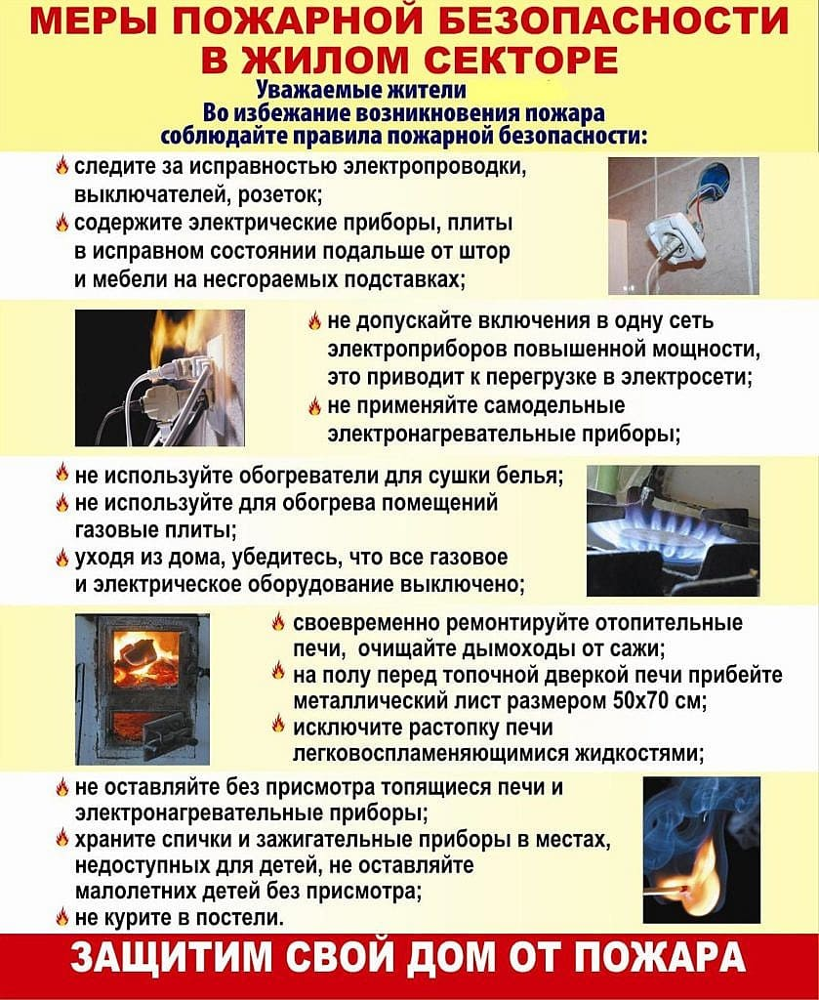 МЕРЫ ПОЖАРНОЙ БЕЗОПАСНОСТИ
В ЖИЛОМ СЕКТОРЕ
Уважаемые жители
Во избежание возникновения пожара
соблюдайте правила пожарной безопасности:
следите за исправностью электропроводки,
выключателей, розеток;
содержите электрические приборы, плиты
в исправном состоянии подальше от штор
и мебели на несгораемых подставках;
не допускайте включения в одну сеть
электроприборов повышенной мощности,
это приводит к перегрузке в электросети;
не применяйте самодельные
электронагревательные приборы;
не используйте обогреватели для сушки белья;
не используйте для обогрева помещений
газовые плиты;
уходя из дома, убедитесь, что все газовое
и электрическое оборудование выключено;
своевременно ремонтируйте отопительные
печи, очищайте дымоходы от сажи;
на полу перед топочной дверкой печи прибейте
металлический лист размером 50х70 см;
исключите растопку печи
легковоспламеняющимися жидкостями;
не оставляйте без присмотра топящиеся печи и
электронагревательные приборы;
храните спички и зажигательные приборы в местах,
недоступных для детей, не оставляйте
малолетних детей без присмотра;
не курите в постели.
ЗАЩИТИМ СВОЙ ДОМ ОТ ПОЖАРА